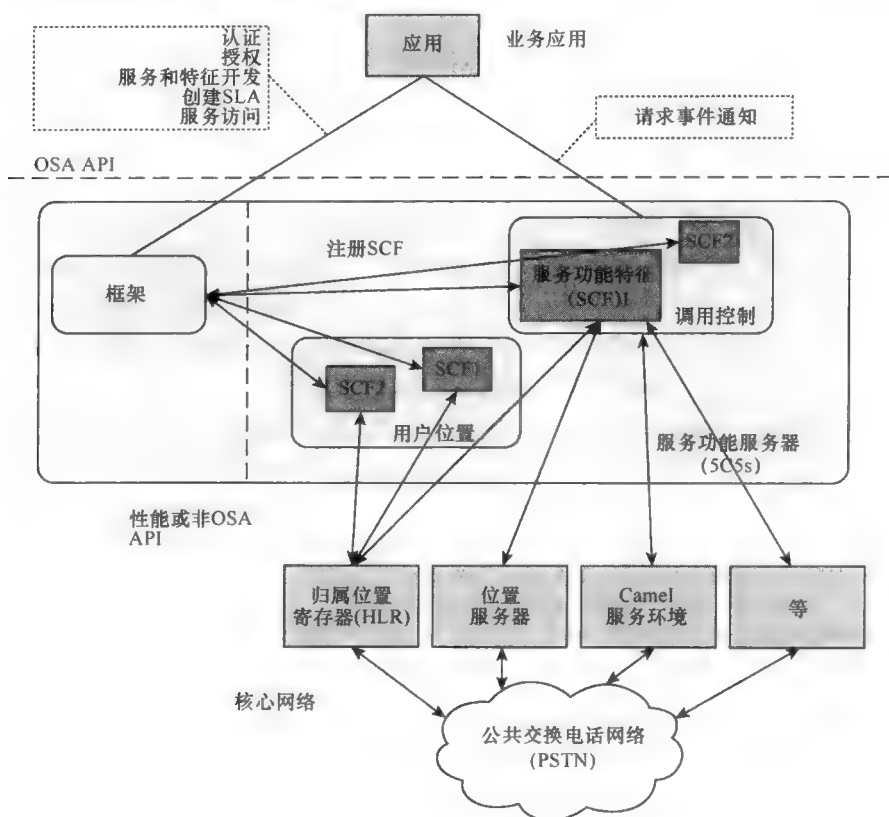 认证
授权
服务和特征开发
创建SLA
服务访问
应用
业务应用
请求事件通知
OSA API
注册SCF
框架
SCF2
服务功能特征
(SCF)1
调用控制
SCF2
SCF1
用户位置
服务功能服务器
(5C5s)
性能或非OSA
API
归属位置
寄存器(HLR)
位置
服务器
Camel
服务环境
等
核心网络
公共交换电话网络
(PSTN)